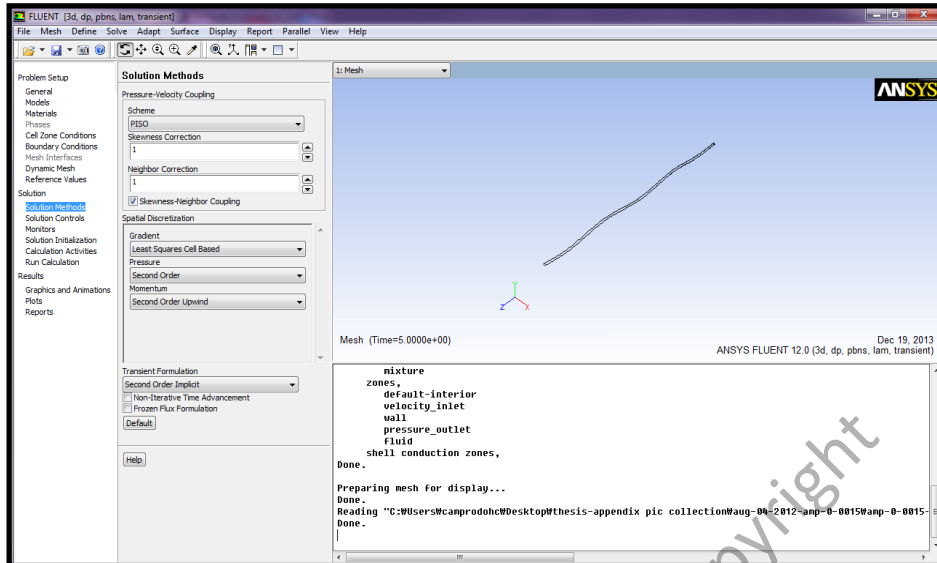 FLUENT [3d, dp, pbns, lam, transient]
File Mesh Define Solve Adapt Surface Display Report Parallel View Help
Problem Setup
General
Models
Materials
Phases
Cell Zone Conditions
Boundary Conditions
Mesh Interfaces
Dynamic Mesh
Reference Values
Solution
Solution Methods
Solution Controls
Monitors
Solution Initialization
Calculation Activities
Run Calculation
Results
Graphics and Animations
Plots
Reports
Solution Methods
Pressure-Velocity Coupling
Scheme
PISO
Skewness Correction
1
Neighbor Correction
1
Skewness-Neighbor Coupling
Spatial Discretization
Gradient
Least Squares Cell Based
Pressure
Second Order
Momentum
Second Order Upwind
Transient Formulation
Second Order Implicit
Non-Iterative Time Advancement
Frozen Flux Formulation
Default
Help
1: Mesh
ANSYS
Y
Z X
Mesh (Time=5.0000e+00)
Dec 19, 2013
ANSYS FLUENT 12.0 (3d, dp, pbns, lam, transient)
mixture
zones,
default-interior
velocity_inlet
wall
pressure_outlet
fluid
shell conduction zones,
Done.
Preparing mesh for display...
Done.
Reading "C:₩Users₩camprodohc₩Desktop₩thesis-appendix pic collection₩aug-04-2012-amp-0-0015₩amp-0-0015-
Done.